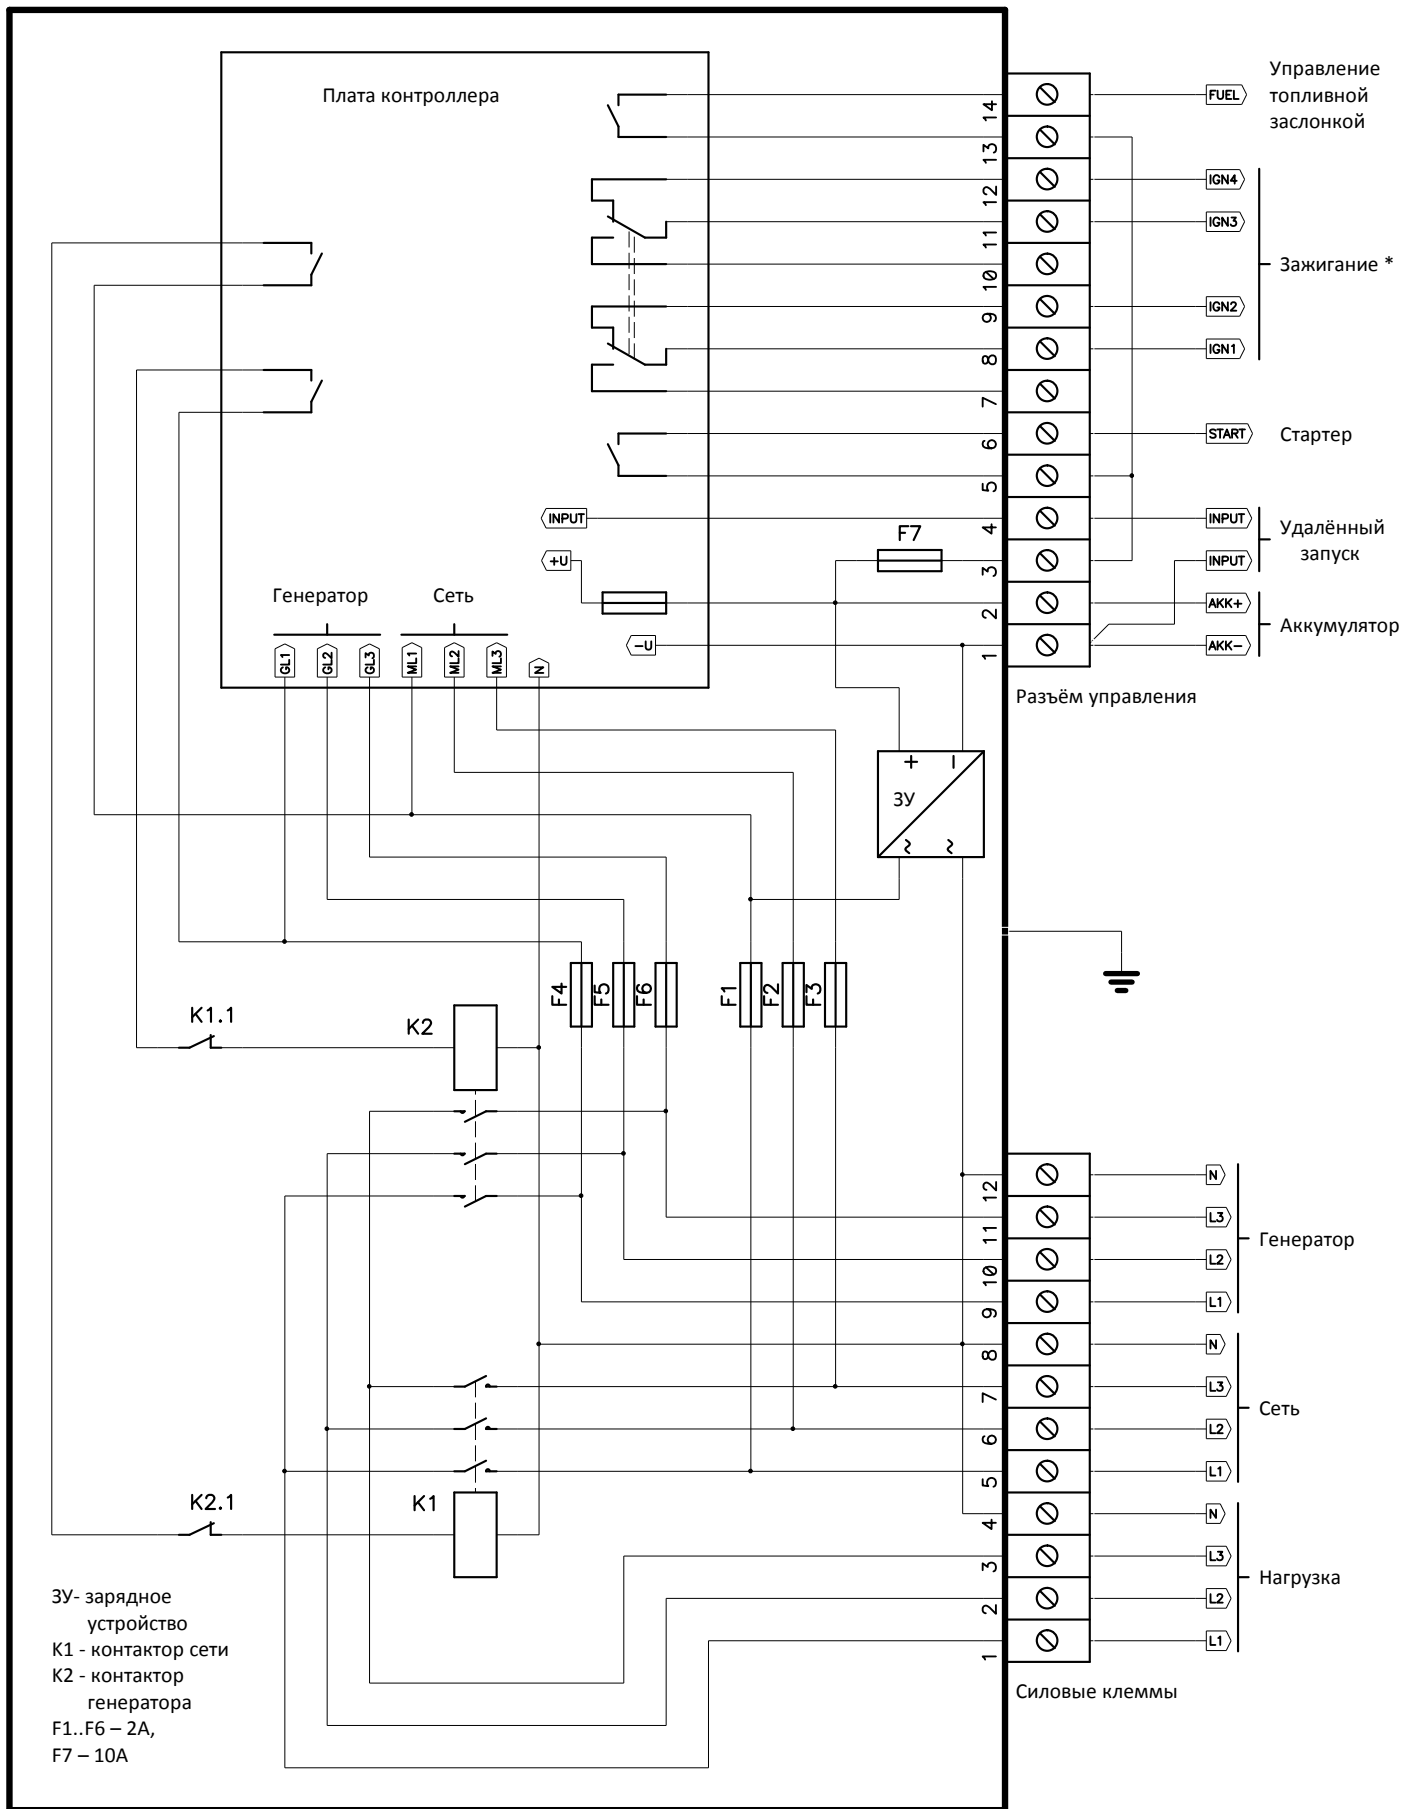 Плата контроллера
14
FUEL
Управление
топливной
заслонкой
13
12
IGN4
11
IGN3
10
Зажигание *
9
IGN2
8
IGN1
7
6
START
Стартер
5
INPUT
4
INPUT
Удалённый
запуск
F7
+U
3
INPUT
2
АКК+
Аккумулятор
-U
1
АКК-
Генератор
Сеть
GL1
GL2
GL3
ML1
ML2
ML3
N
Разъём управления
+
–
ЗУ
~
~
F4
F5
F6
F1
F2
F3
K1.1
K2
12
N
11
L3
Генератор
10
L2
9
L1
8
N
7
L3
Сеть
6
L2
5
L1
K2.1
K1
4
N
3
L3
Нагрузка
2
L2
1
L1
Силовые клеммы
ЗУ- зарядное
устройство
К1 - контактор сети
К2 - контактор
генератора
F1..F6 – 2А,
F7 – 10А